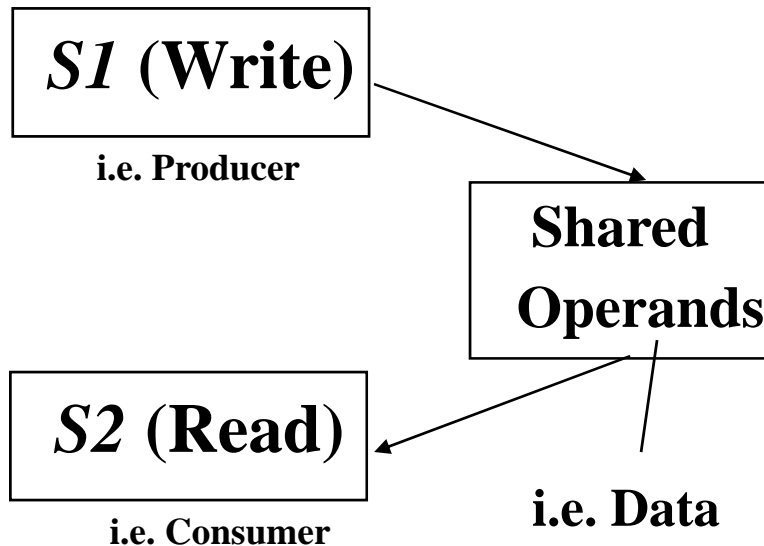 S1 (Write)
i.e. Producer
Shared
Operands
S2 (Read)
i.e. Consumer
i.e. Data